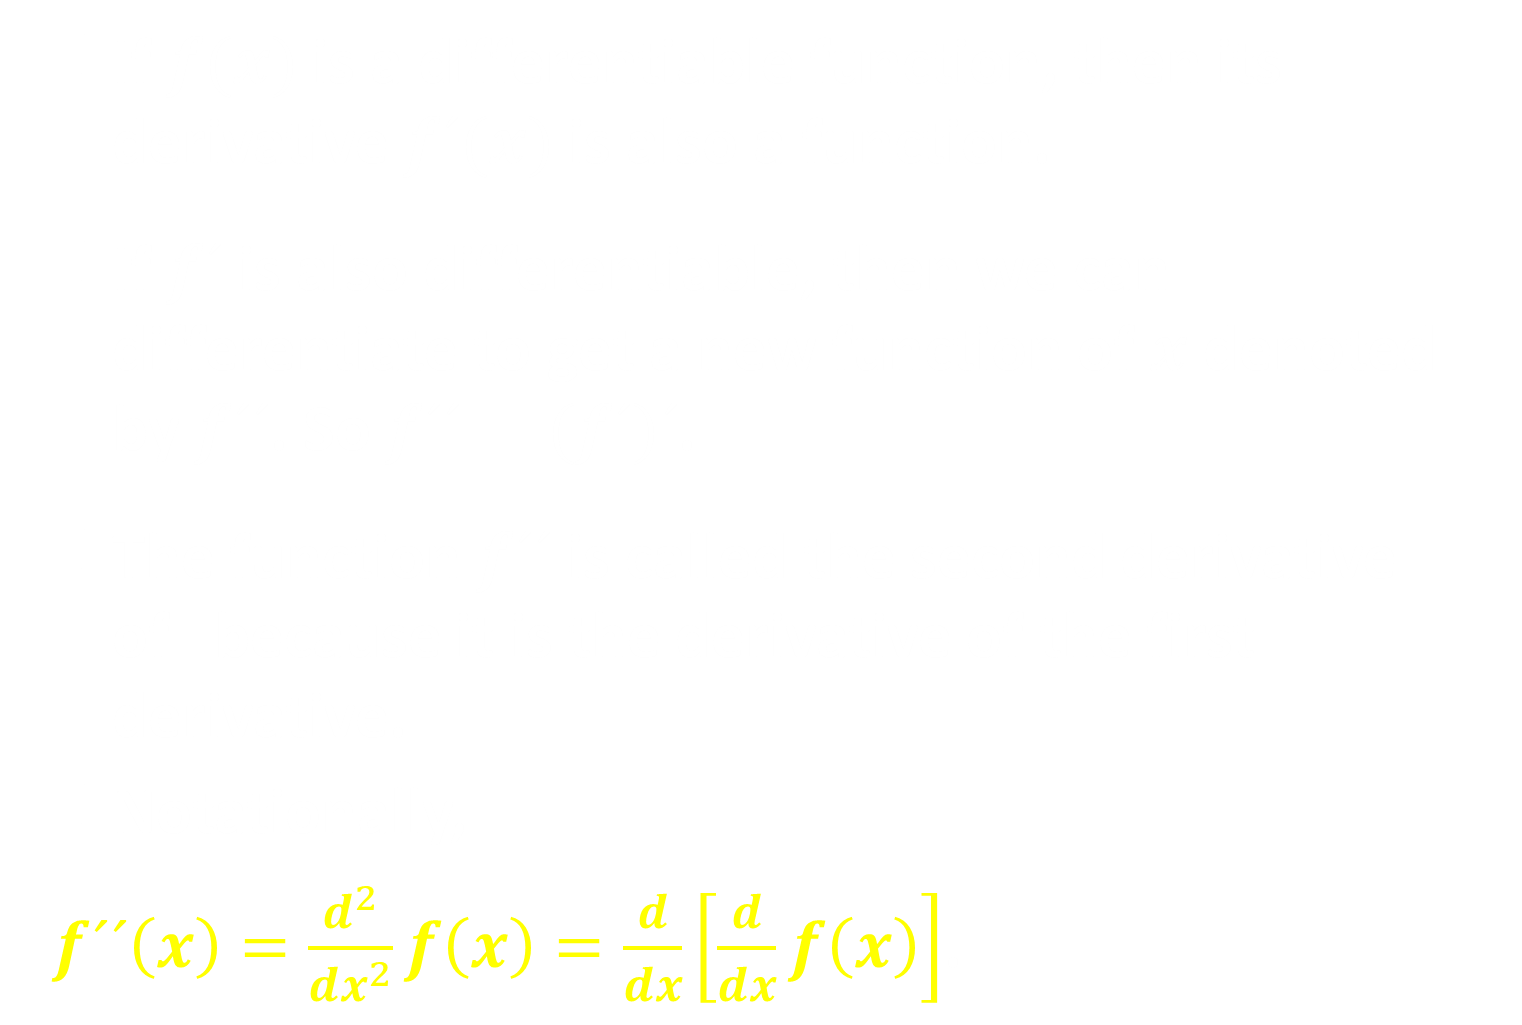 f´´(x) = d²/dx² f(x) = d/dx [d/dx f(x)]